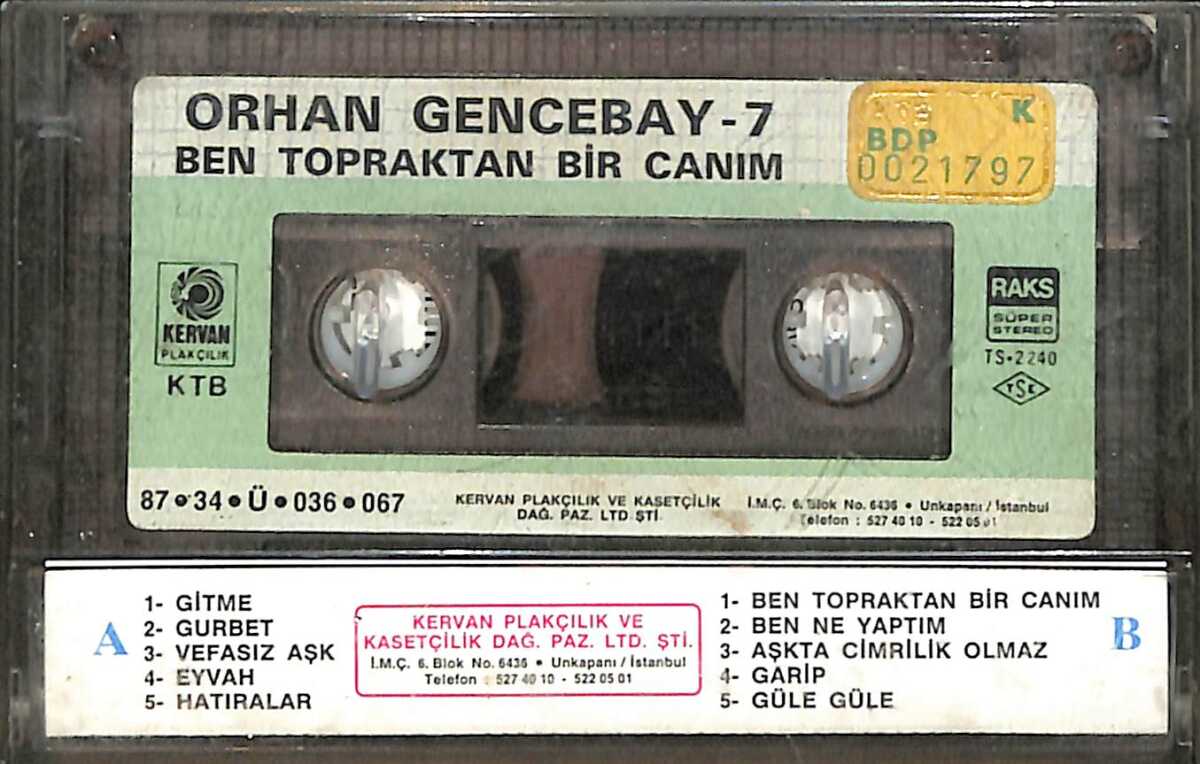 ORHAN GENCEBAY - 7
BEN TOPRAKTAN BİR CANIM
K
BDP
0021797
KERVAN
PLAKÇILIK
KTB
RAKS
SÜPER
STEREO
TS•2240
TSE
87 • 34 • Ü • 036 • 067
KERVAN PLAKÇILIK VE KASETÇİLİK
DAĞ. PAZ. LTD ŞTİ
İ.M.Ç. 6. Blok No. 6436 • Unkapanı / İstanbul
Telefon : 527 40 10 - 522 05 01
A
1- GİTME
2- GURBET
3- VEFASIZ AŞK
4- EYVAH
5- HATIRALAR
KERVAN PLAKÇILIK VE
KASETÇİLİK DAĞ. PAZ. LTD. ŞTİ.
İ.M.Ç. 6. Blok No. 6436 • Unkapanı / İstanbul
Telefon : 527 40 10 - 522 05 01
1- BEN TOPRAKTAN BİR CANIM
2- BEN NE YAPTIM
3- AŞKTA CİMRİLİK OLMAZ
4- GARİP
5- GÜLE GÜLE
B